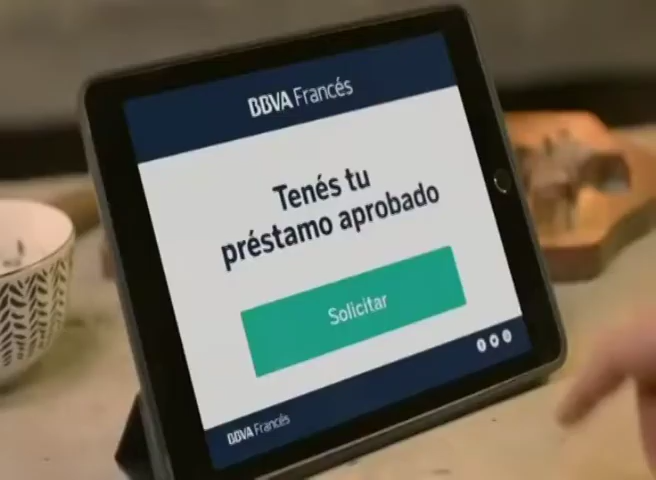 BBVA Francés
Tenés tu
préstamo aprobado
Solicitar
BBVA Francés